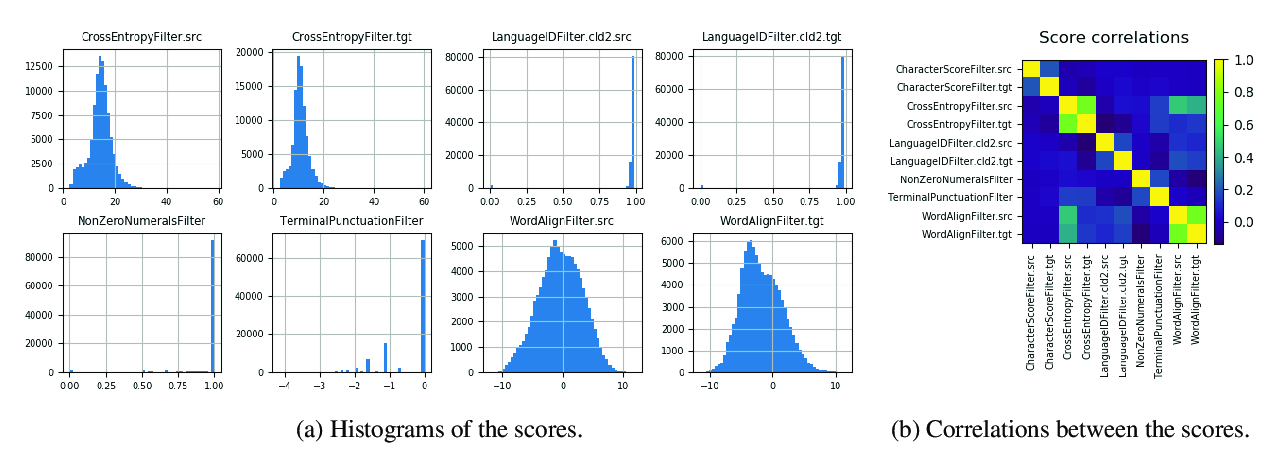 CrossEntropyFilter.src
CrossEntropyFilter.tgt
LanguageIDFilter.cld2.src
LanguageIDFilter.cld2.tgt
12500
10000
7500
5000
2500
0
0 20 40 60
20000
15000
10000
5000
0
0 20 40 60
80000
60000
40000
20000
0
0.00 0.25 0.50 0.75 1.00
80000
60000
40000
20000
0
0.00 0.25 0.50 0.75 1.00
NonZeroNumeralsFilter
TerminalPunctuationFilter
WordAlignFilter.src
WordAlignFilter.tgt
80000
60000
40000
20000
0
0.00 0.25 0.50 0.75 1.00
60000
40000
20000
0
−4 −3 −2 −1 0
5000
4000
3000
2000
1000
0
−10 0 10
6000
5000
4000
3000
2000
1000
0
−10 0 10
(a) Histograms of the scores.
Score correlations
CharacterScoreFilter.src
CharacterScoreFilter.tgt
CrossEntropyFilter.src
CrossEntropyFilter.tgt
LanguageIDFilter.cld2.src
LanguageIDFilter.cld2.tgt
NonZeroNumeralsFilter
TerminalPunctuationFilter
WordAlignFilter.src
WordAlignFilter.tgt
CharacterScoreFilter.src
CharacterScoreFilter.tgt
CrossEntropyFilter.src
CrossEntropyFilter.tgt
LanguageIDFilter.cld2.src
LanguageIDFilter.cld2.tgt
NonZeroNumeralsFilter
TerminalPunctuationFilter
WordAlignFilter.src
WordAlignFilter.tgt
1.0
0.8
0.6
0.4
0.2
0.0
(b) Correlations between the scores.